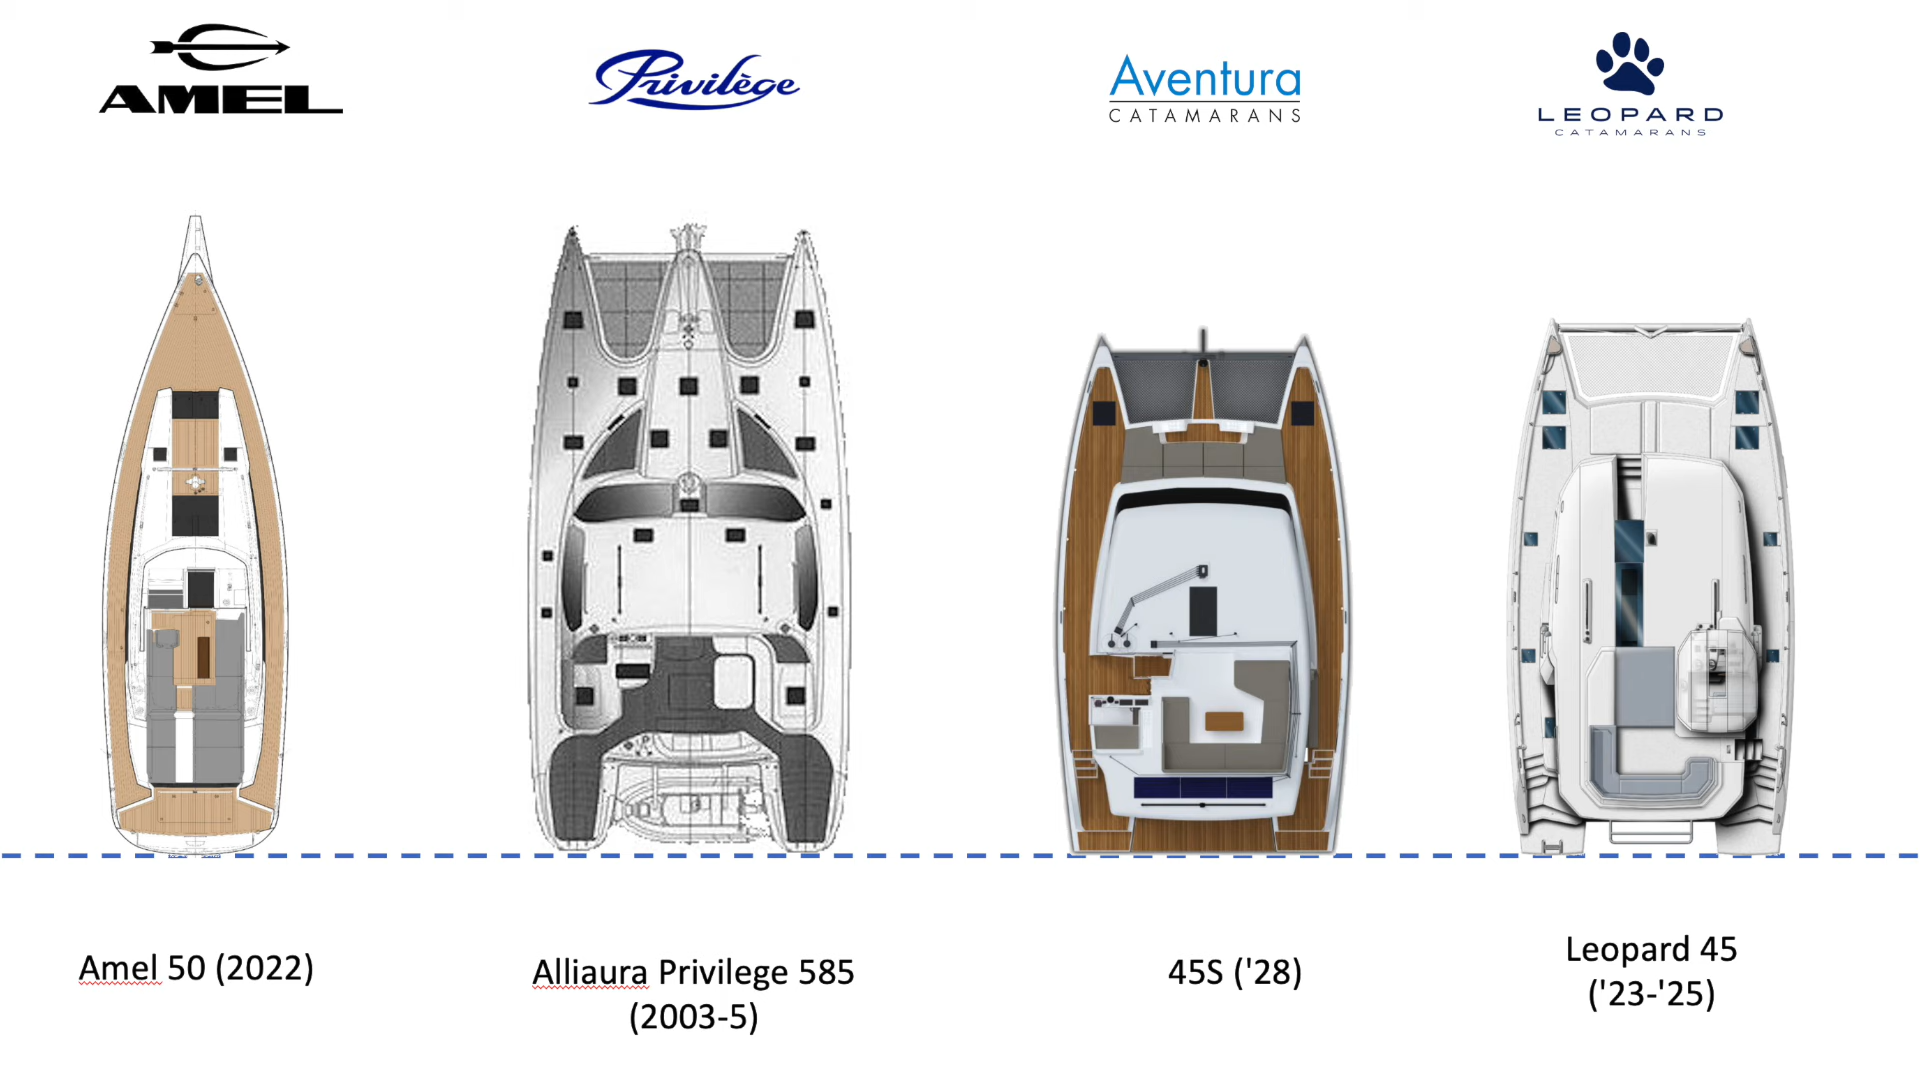 AMEL
Privilège
Aventura
CATAMARANS
LEOPARD
CATAMARANS
Amel 50 (2022)
Alliaura Privilege 585
(2003-5)
45S ('28)
Leopard 45
('23-'25)